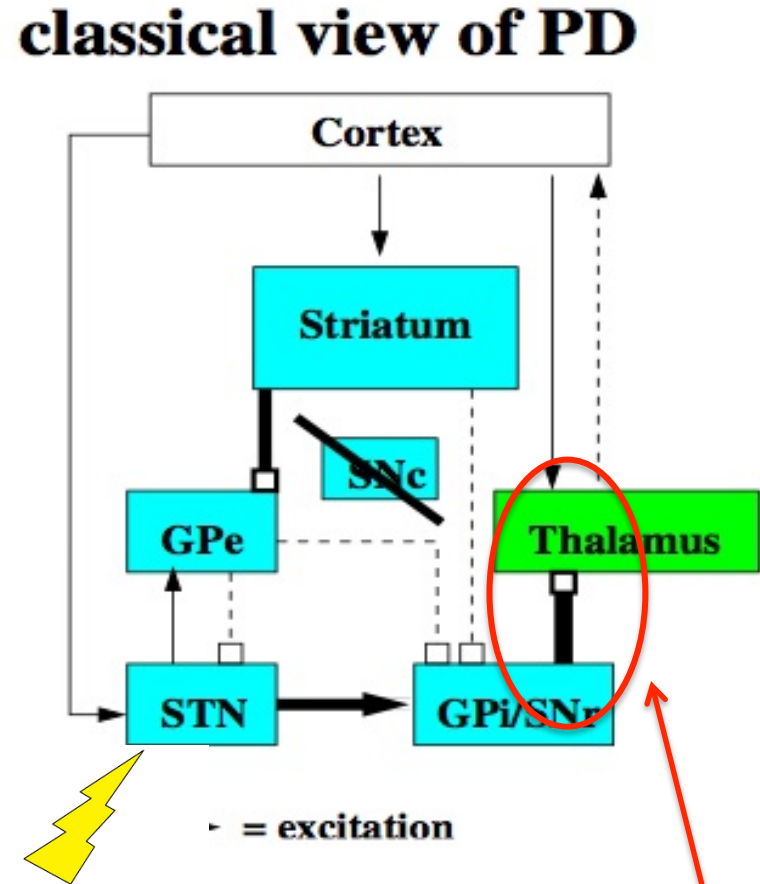 classical view of PD
Cortex
Striatum
SNc
GPe
Thalamus
STN
GPi/SNr
= excitation